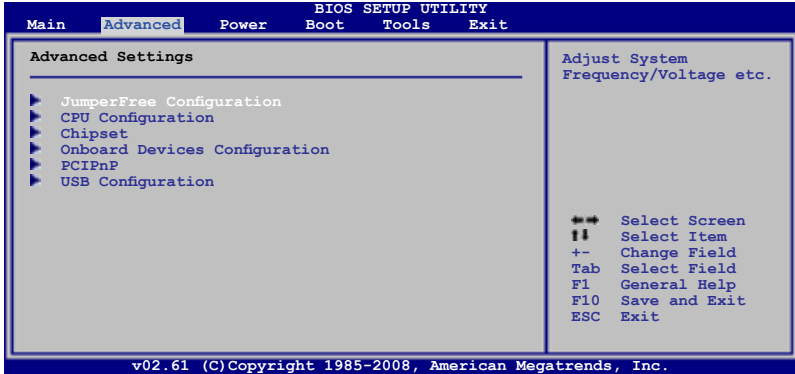 BIOS SETUP UTILITY
Main Advanced Power Boot Tools Exit
Advanced Settings
JumperFree Configuration
CPU Configuration
Chipset
Onboard Devices Configuration
PCIPnP
USB Configuration
Adjust System
Frequency/Voltage etc.
Select Screen
Select Item
+- Change Field
Tab Select Field
F1 General Help
F10 Save and Exit
ESC Exit
v02.61 (C)Copyright 1985-2008, American Megatrends, Inc.